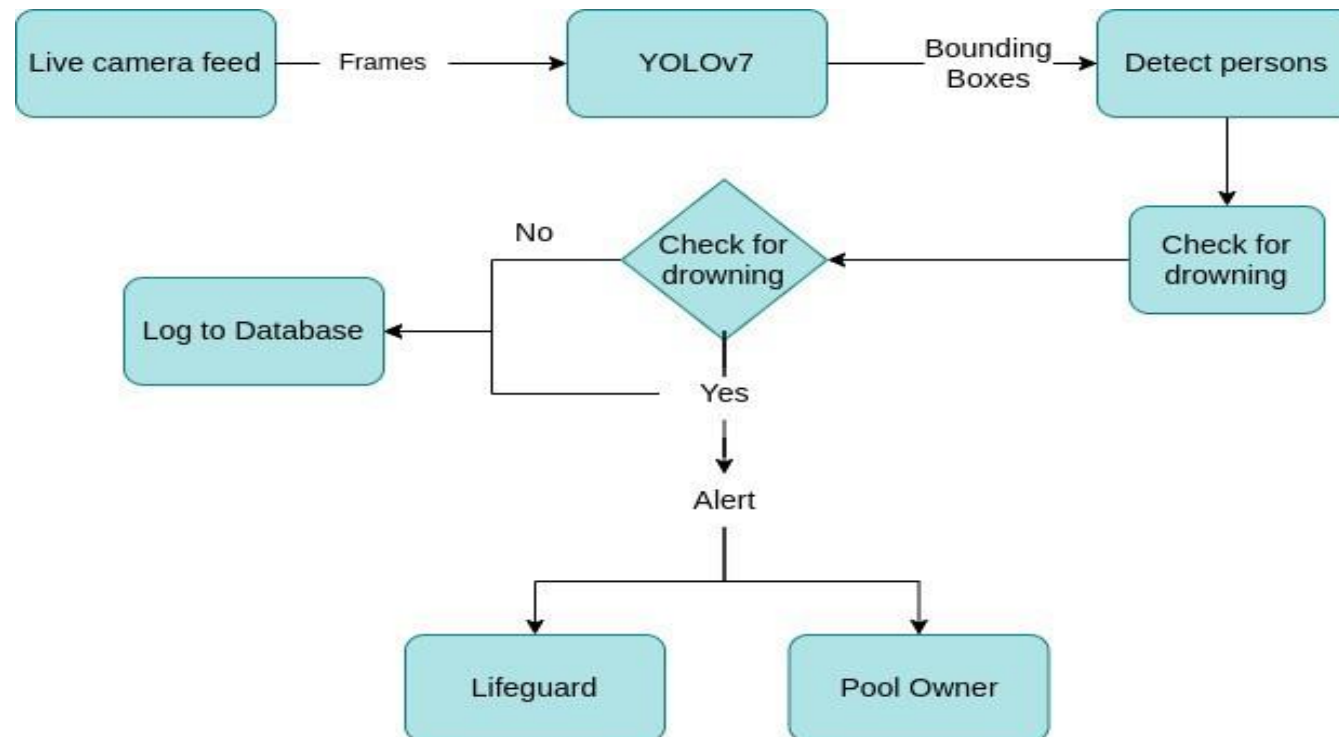 Live camera feed
Frames
YOLOv7
Bounding
Boxes
Detect persons
Check for
drowning
Check for
drowning
No
Log to Database
Yes
Alert
Lifeguard
Pool Owner